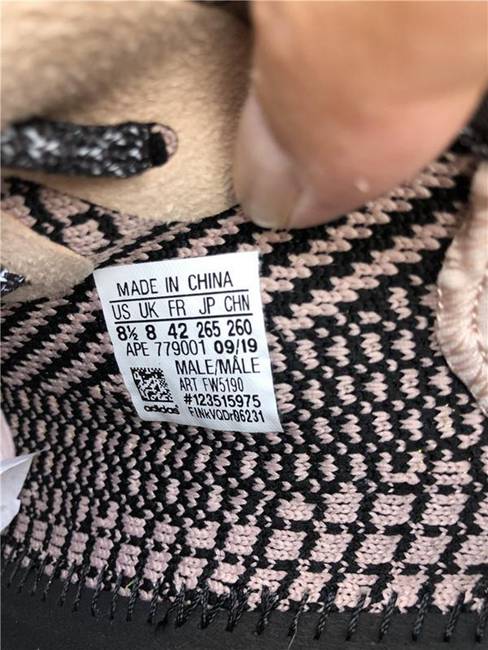 MADE IN CHINA
US UK FR JP CHN
8½ 8 42 265 260
APE 779001 09/19
MALE/MÂLE
ART FW5190
#123515975
adidas